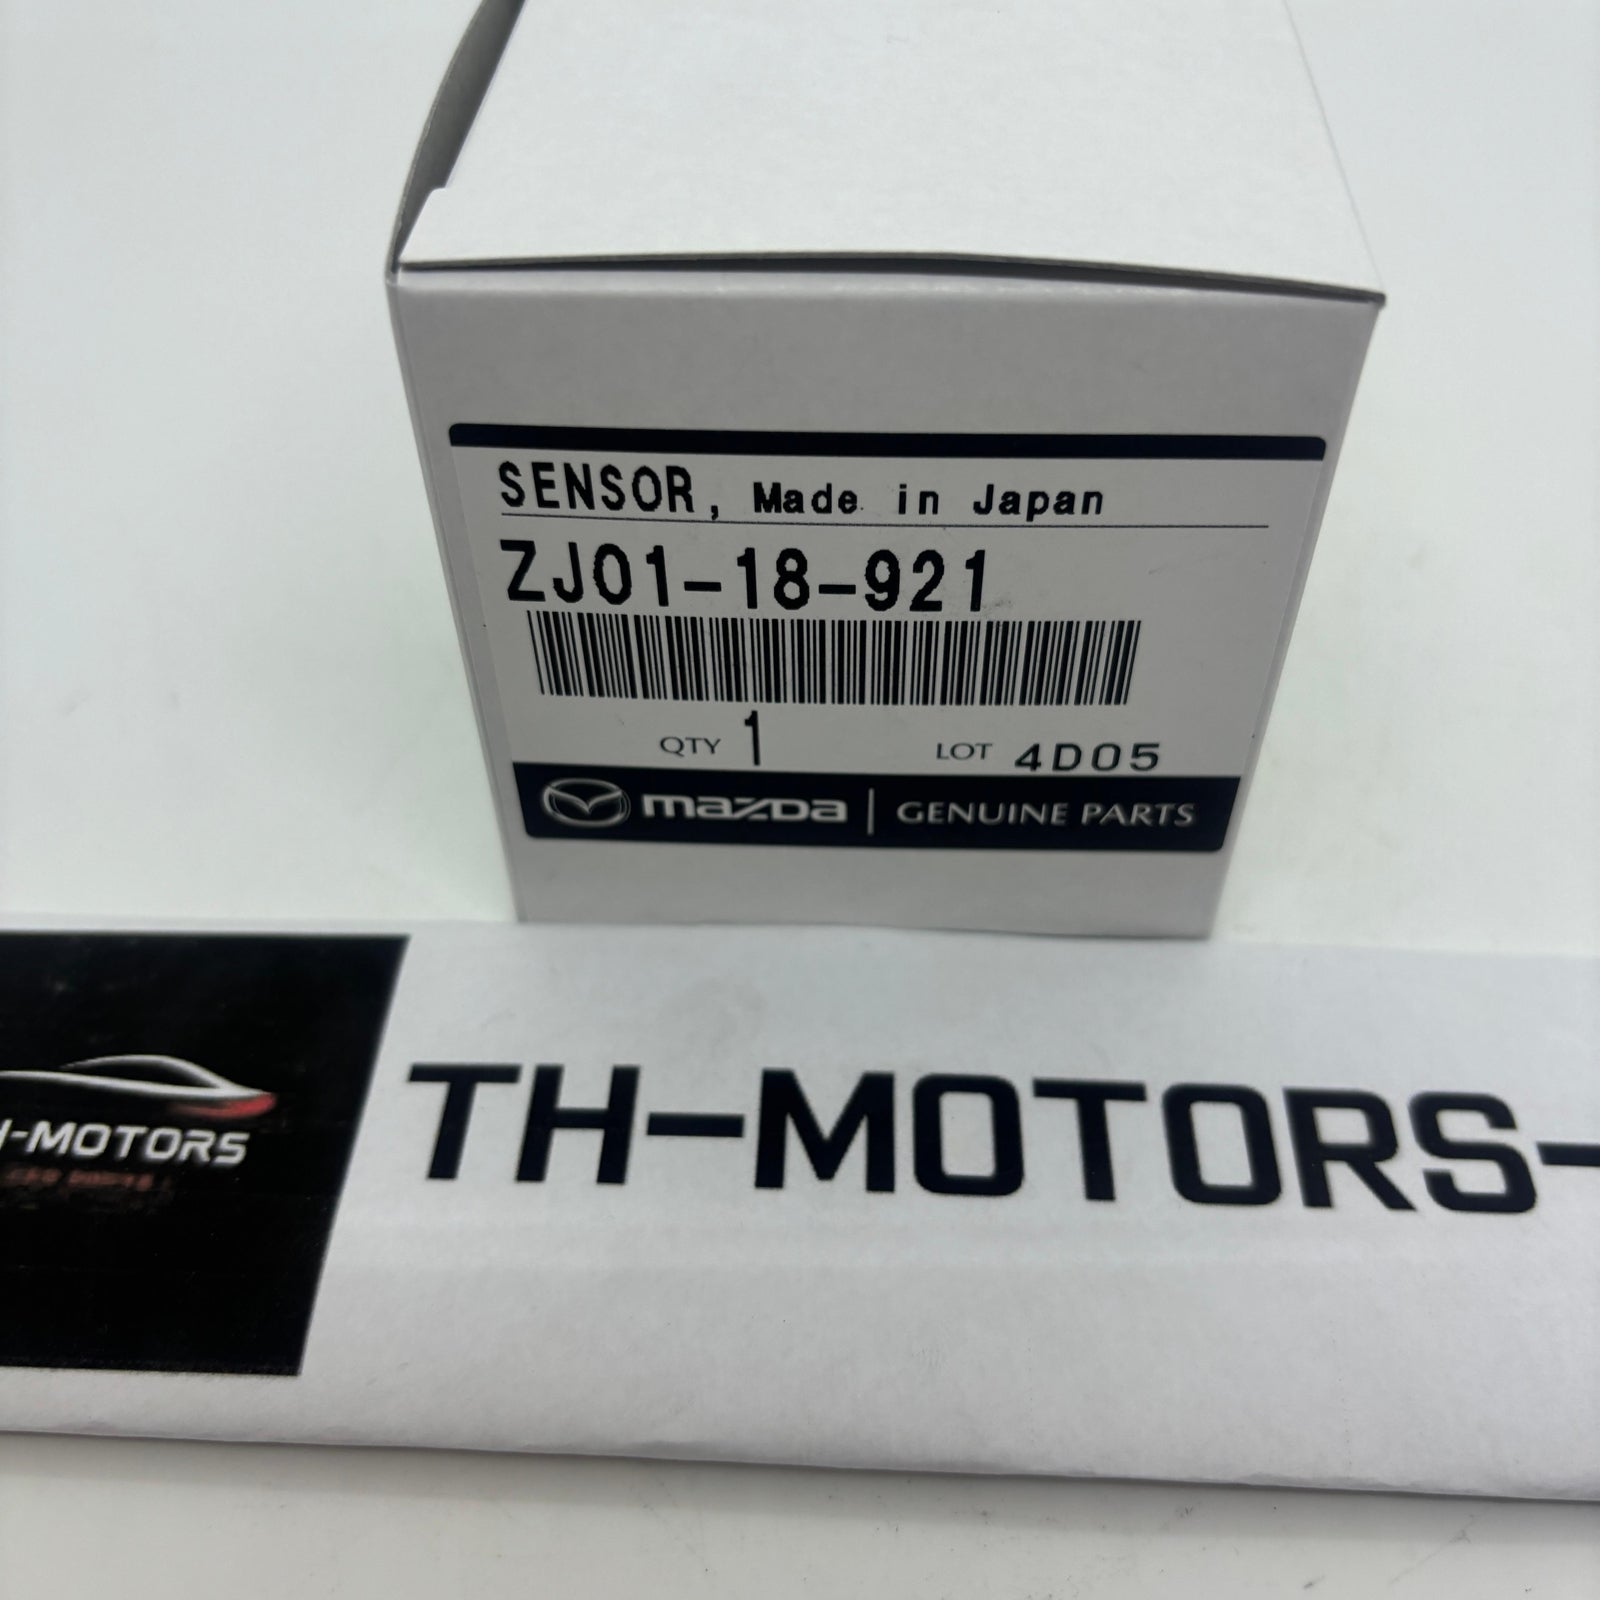 SENSOR, Made in Japan
ZJ01-18-921
QTY 1 LOT 4D05
mazda | GENUINE PARTS
TH-MOTORS-
-MOTORS